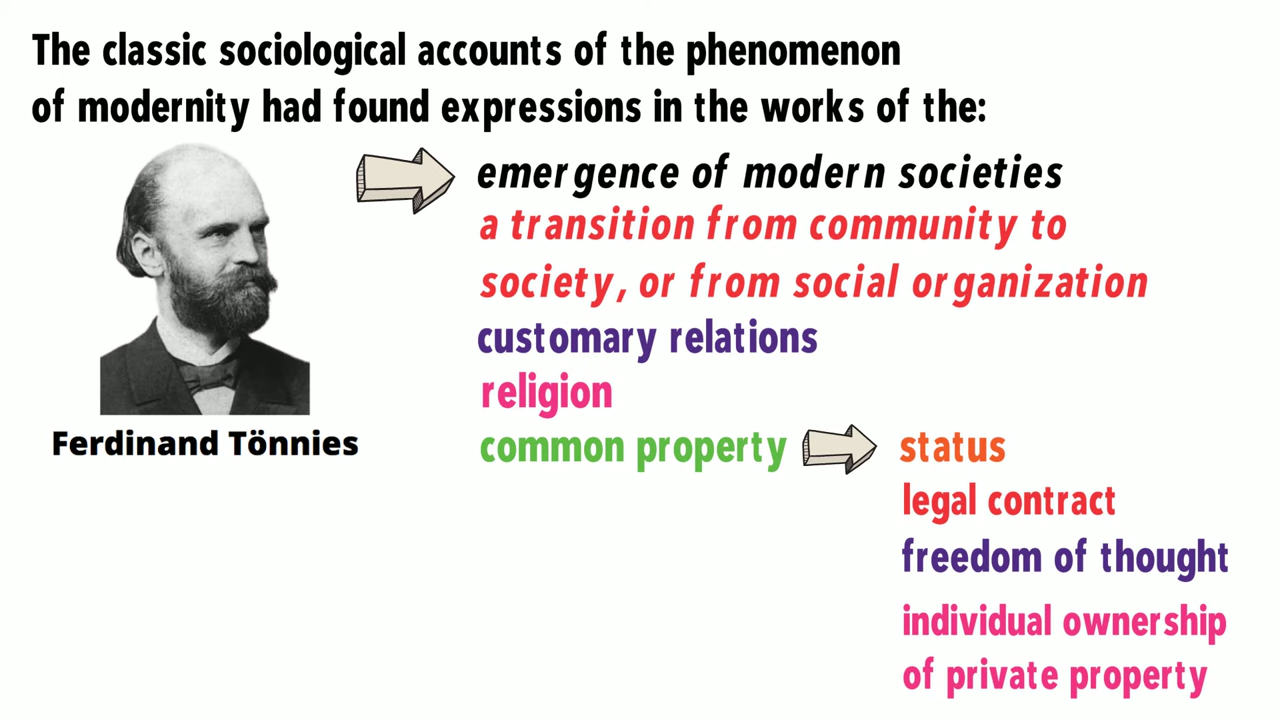 The classic sociological accounts of the phenomenon
of modernity had found expressions in the works of the:
emergence of modern societies
a transition from community to
society, or from social organization
customary relations
religion
common property
status
legal contract
freedom of thought
individual ownership
of private property
Ferdinand Tönnies